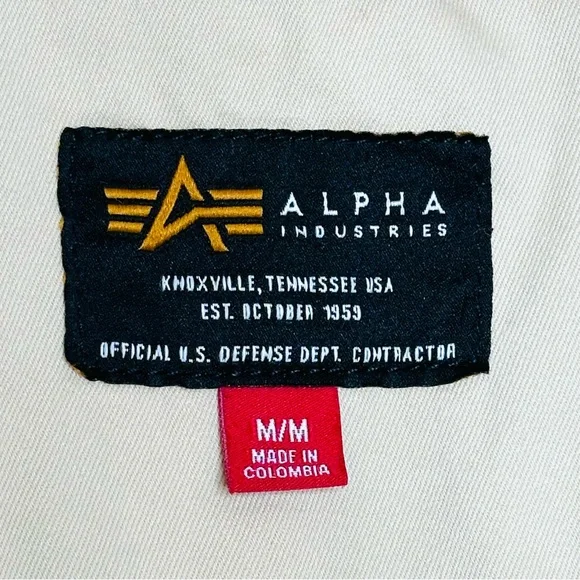 ALPHA
INDUSTRIES
KNOXVILLE, TENNESSEE USA
EST. OCTOBER 1959
OFFICIAL U.S. DEFENSE DEPT. CONTRACTOR
M/M
MADE IN
COLOMBIA